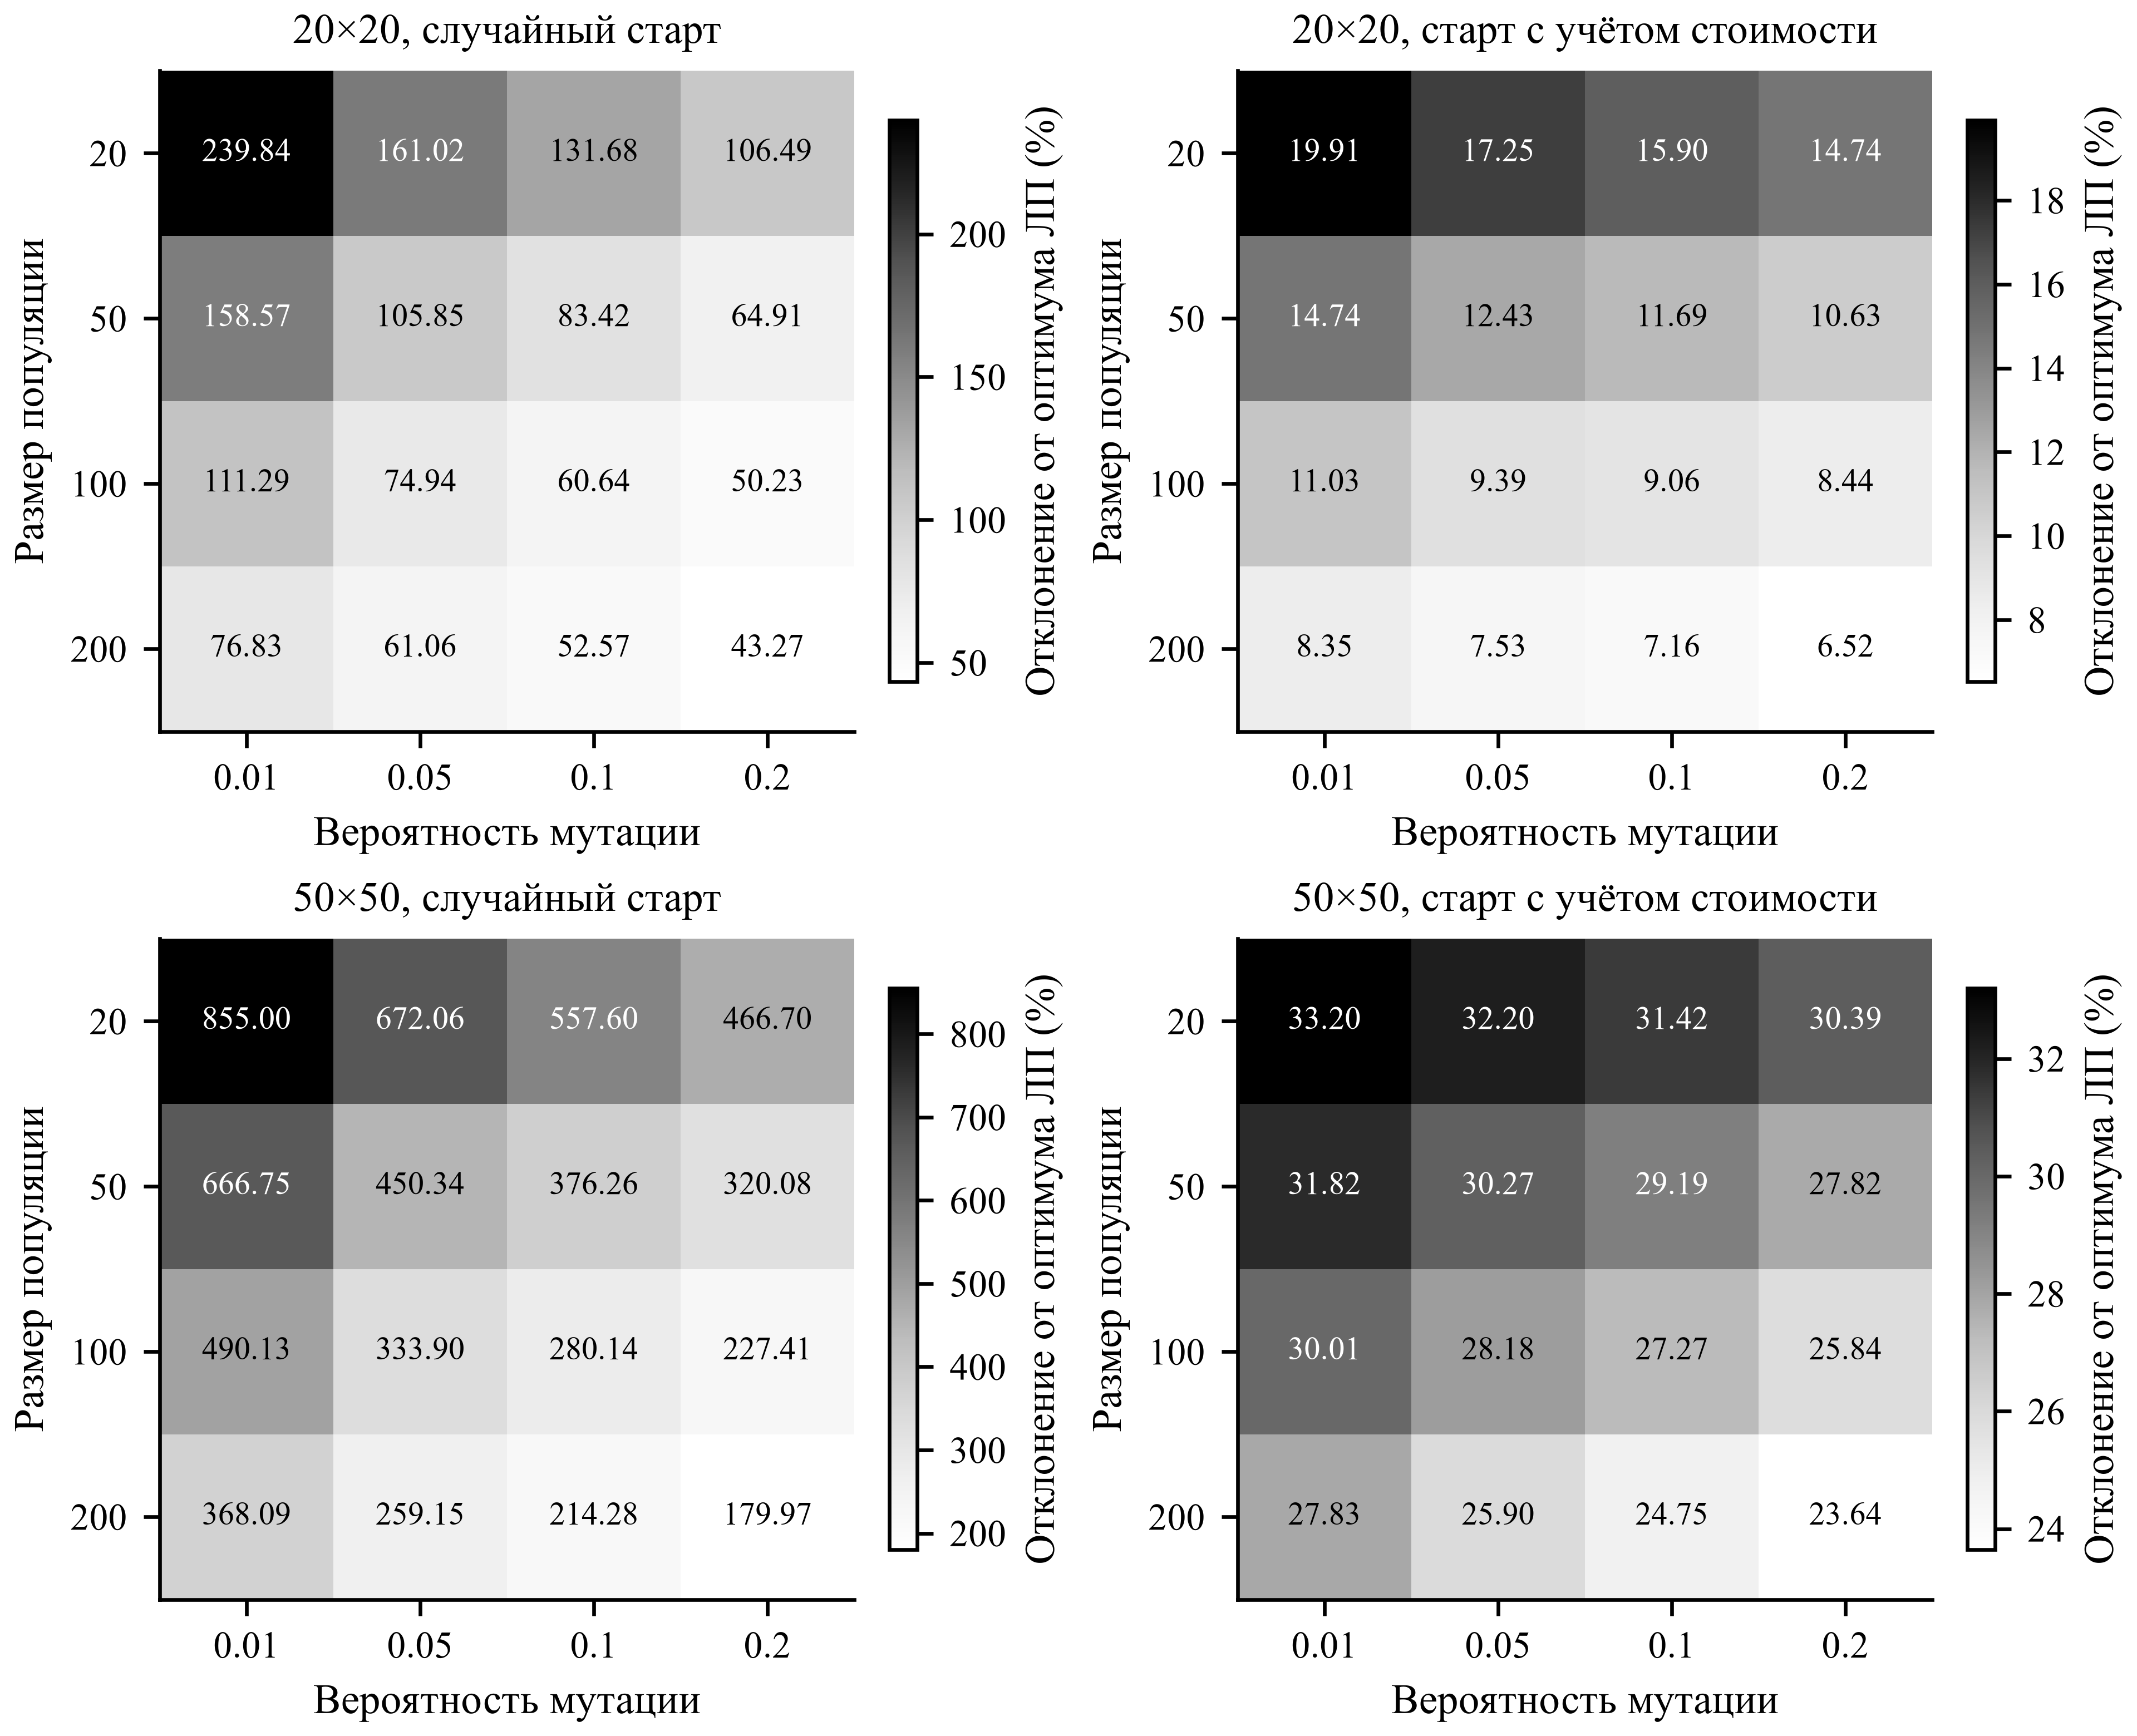 20×20, случайный старт
Размер популяции
20 239.84 161.02 131.68 106.49
50 158.57 105.85 83.42 64.91
100 111.29 74.94 60.64 50.23
200 76.83 61.06 52.57 43.27
0.01 0.05 0.1 0.2
Вероятность мутации
200
150
100
50
Отклонение от оптимума ЛП (%)
20×20, старт с учётом стоимости
Размер популяции
20 19.91 17.25 15.90 14.74
50 14.74 12.43 11.69 10.63
100 11.03 9.39 9.06 8.44
200 8.35 7.53 7.16 6.52
0.01 0.05 0.1 0.2
Вероятность мутации
18
16
14
12
10
8
Отклонение от оптимума ЛП (%)
50×50, случайный старт
Размер популяции
20 855.00 672.06 557.60 466.70
50 666.75 450.34 376.26 320.08
100 490.13 333.90 280.14 227.41
200 368.09 259.15 214.28 179.97
0.01 0.05 0.1 0.2
Вероятность мутации
800
700
600
500
400
300
200
Отклонение от оптимума ЛП (%)
50×50, старт с учётом стоимости
Размер популяции
20 33.20 32.20 31.42 30.39
50 31.82 30.27 29.19 27.82
100 30.01 28.18 27.27 25.84
200 27.83 25.90 24.75 23.64
0.01 0.05 0.1 0.2
Вероятность мутации
32
30
28
26
24
Отклонение от оптимума ЛП (%)